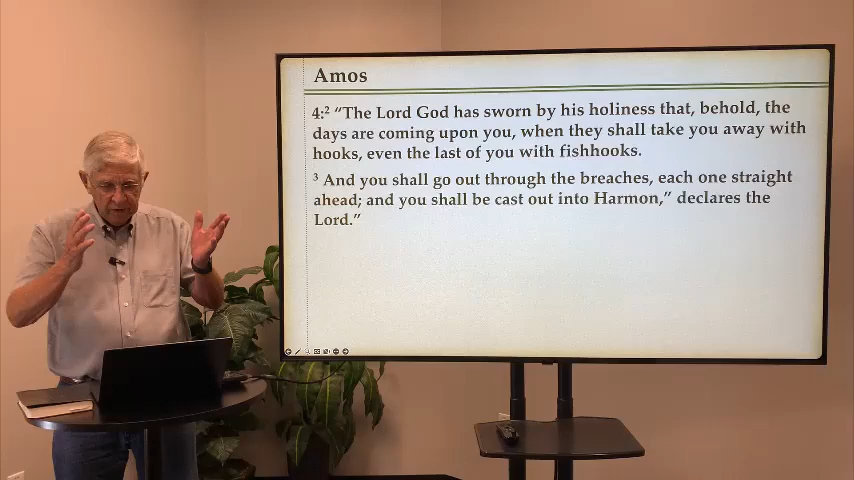 Amos
4:² “The Lord God has sworn by his holiness that, behold, the
days are coming upon you, when they shall take you away with
hooks, even the last of you with fishhooks.
³ And you shall go out through the breaches, each one straight
ahead; and you shall be cast out into Harmon,” declares the
Lord.”